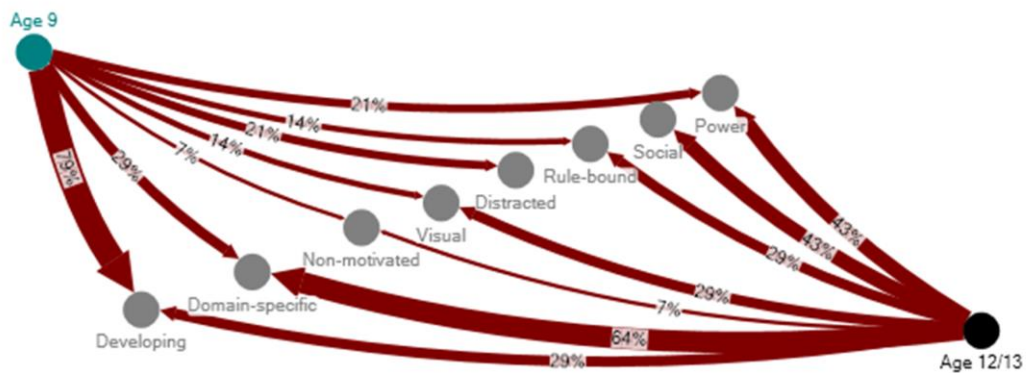 Age 9
21%
Power
14%
Social
21%
Rule-bound
14%
Distracted
7%
Visual
79%
29%
Non-motivated
43%
43%
29%
Domain-specific
29%
7%
Developing
64%
29%
Age 12/13